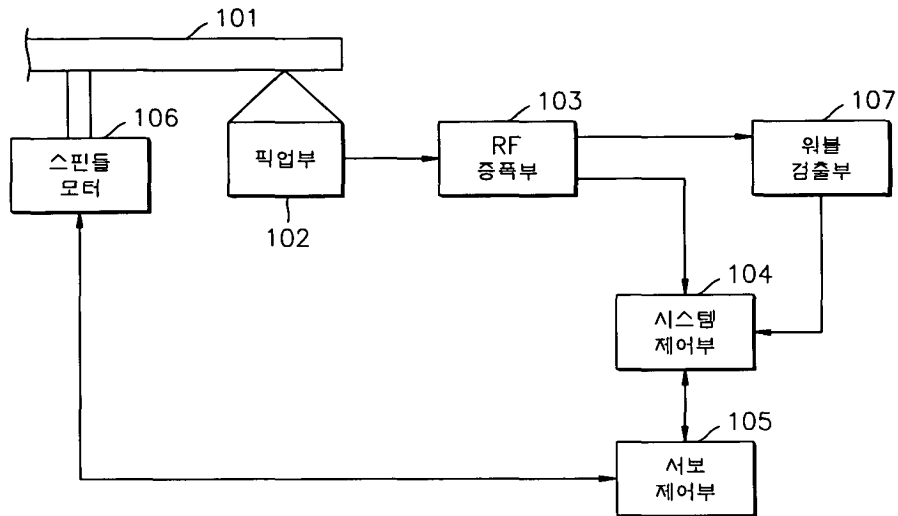 101
106
스핀들
모터
픽업부
102
103
RF
증폭부
107
워블
검출부
104
시스템
제어부
105
서보
제어부